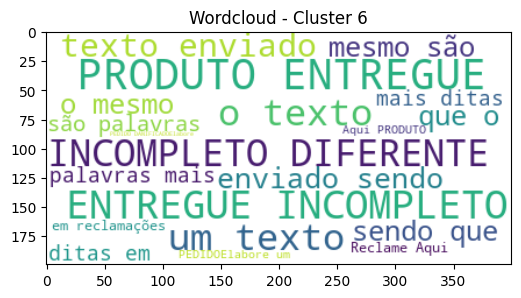 Wordcloud - Cluster 6
0
25
50
75
100
125
150
175
texto enviado
mesmo são
PRODUTO ENTREGUE
o mesmo
o texto
mais ditas
que o
são palavras
Aqui PRODUTO
INCOMPLETO DIFERENTE
palavras mais
enviado sendo
ENTREGUE INCOMPLETO
em reclamações
um texto
sendo que
ditas em
PEDIDOElabore um
Reclame Aqui
0
50
100
150
200
250
300
350